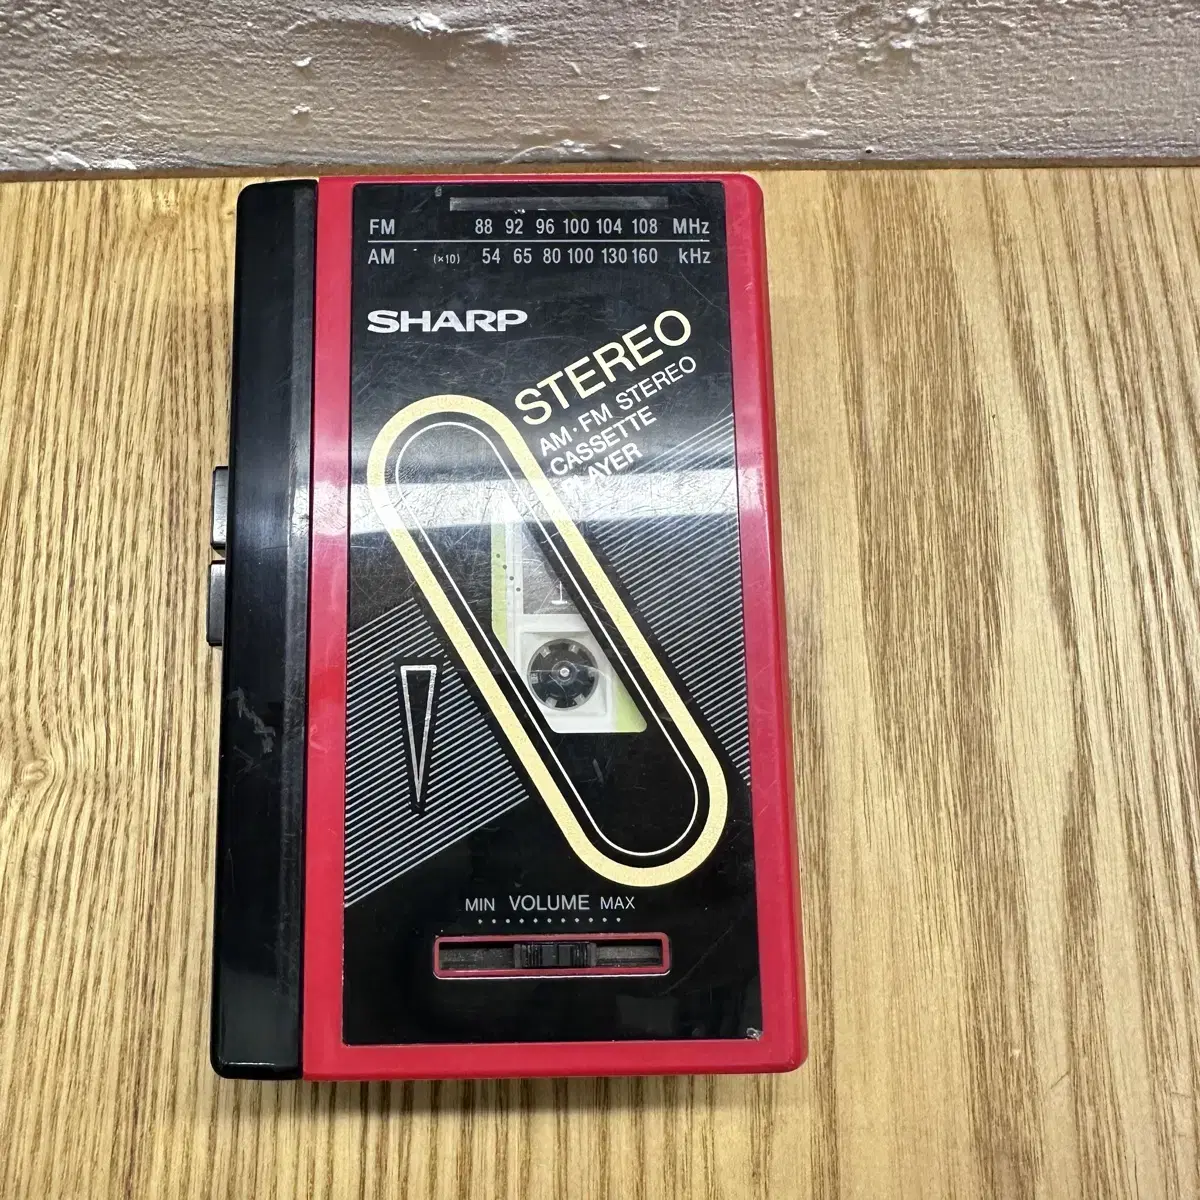 FM 88 92 96 100 104 108 MHz
AM (×10) 54 65 80 100 130 160 kHz
SHARP
STEREO
AM·FM STEREO
CASSETTE
PLAYER
MIN VOLUME MAX